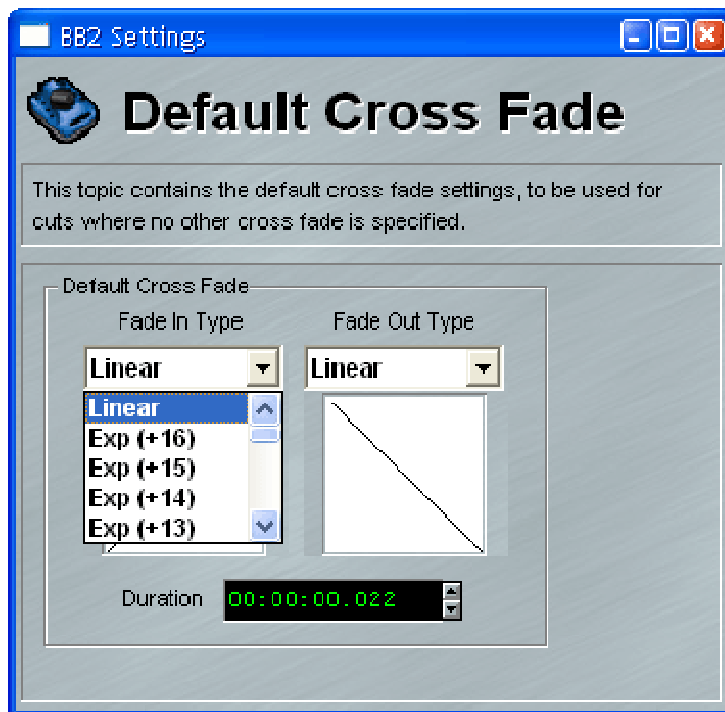 BB2 Settings
Default Cross Fade
This topic contains the default cross fade settings, to be used for
cuts where no other cross fade is specified.
Default Cross Fade
Fade In Type
Fade Out Type
Linear
Linear
Linear
Exp (+16)
Exp (+15)
Exp (+14)
Exp (+13)
Duration
00:00:00.022